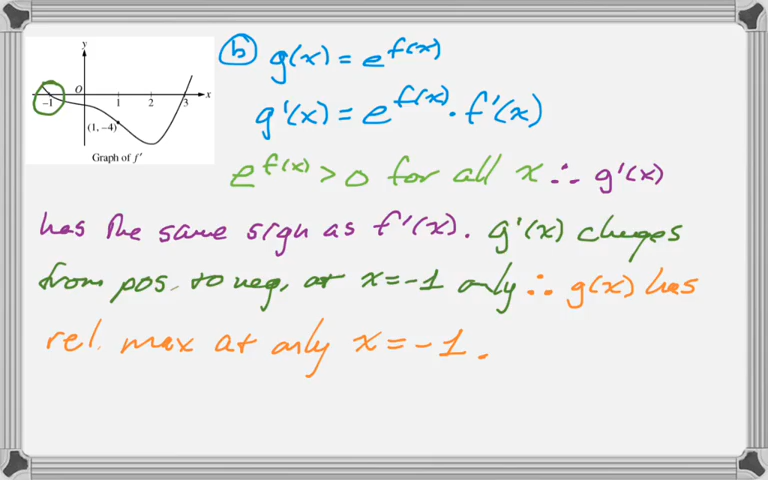 y
O
x
-1
1
2
3
(1, −4)
Graph of f′
b g(x) = e^f(x)
g'(x) = e^f(x) · f'(x)
e^f(x) > 0 for all x ∴ g'(x)
has the same sign as f'(x). g'(x) changes
from pos. to neg. at x=-1 only ∴ g(x) has
rel. max at only x=-1.